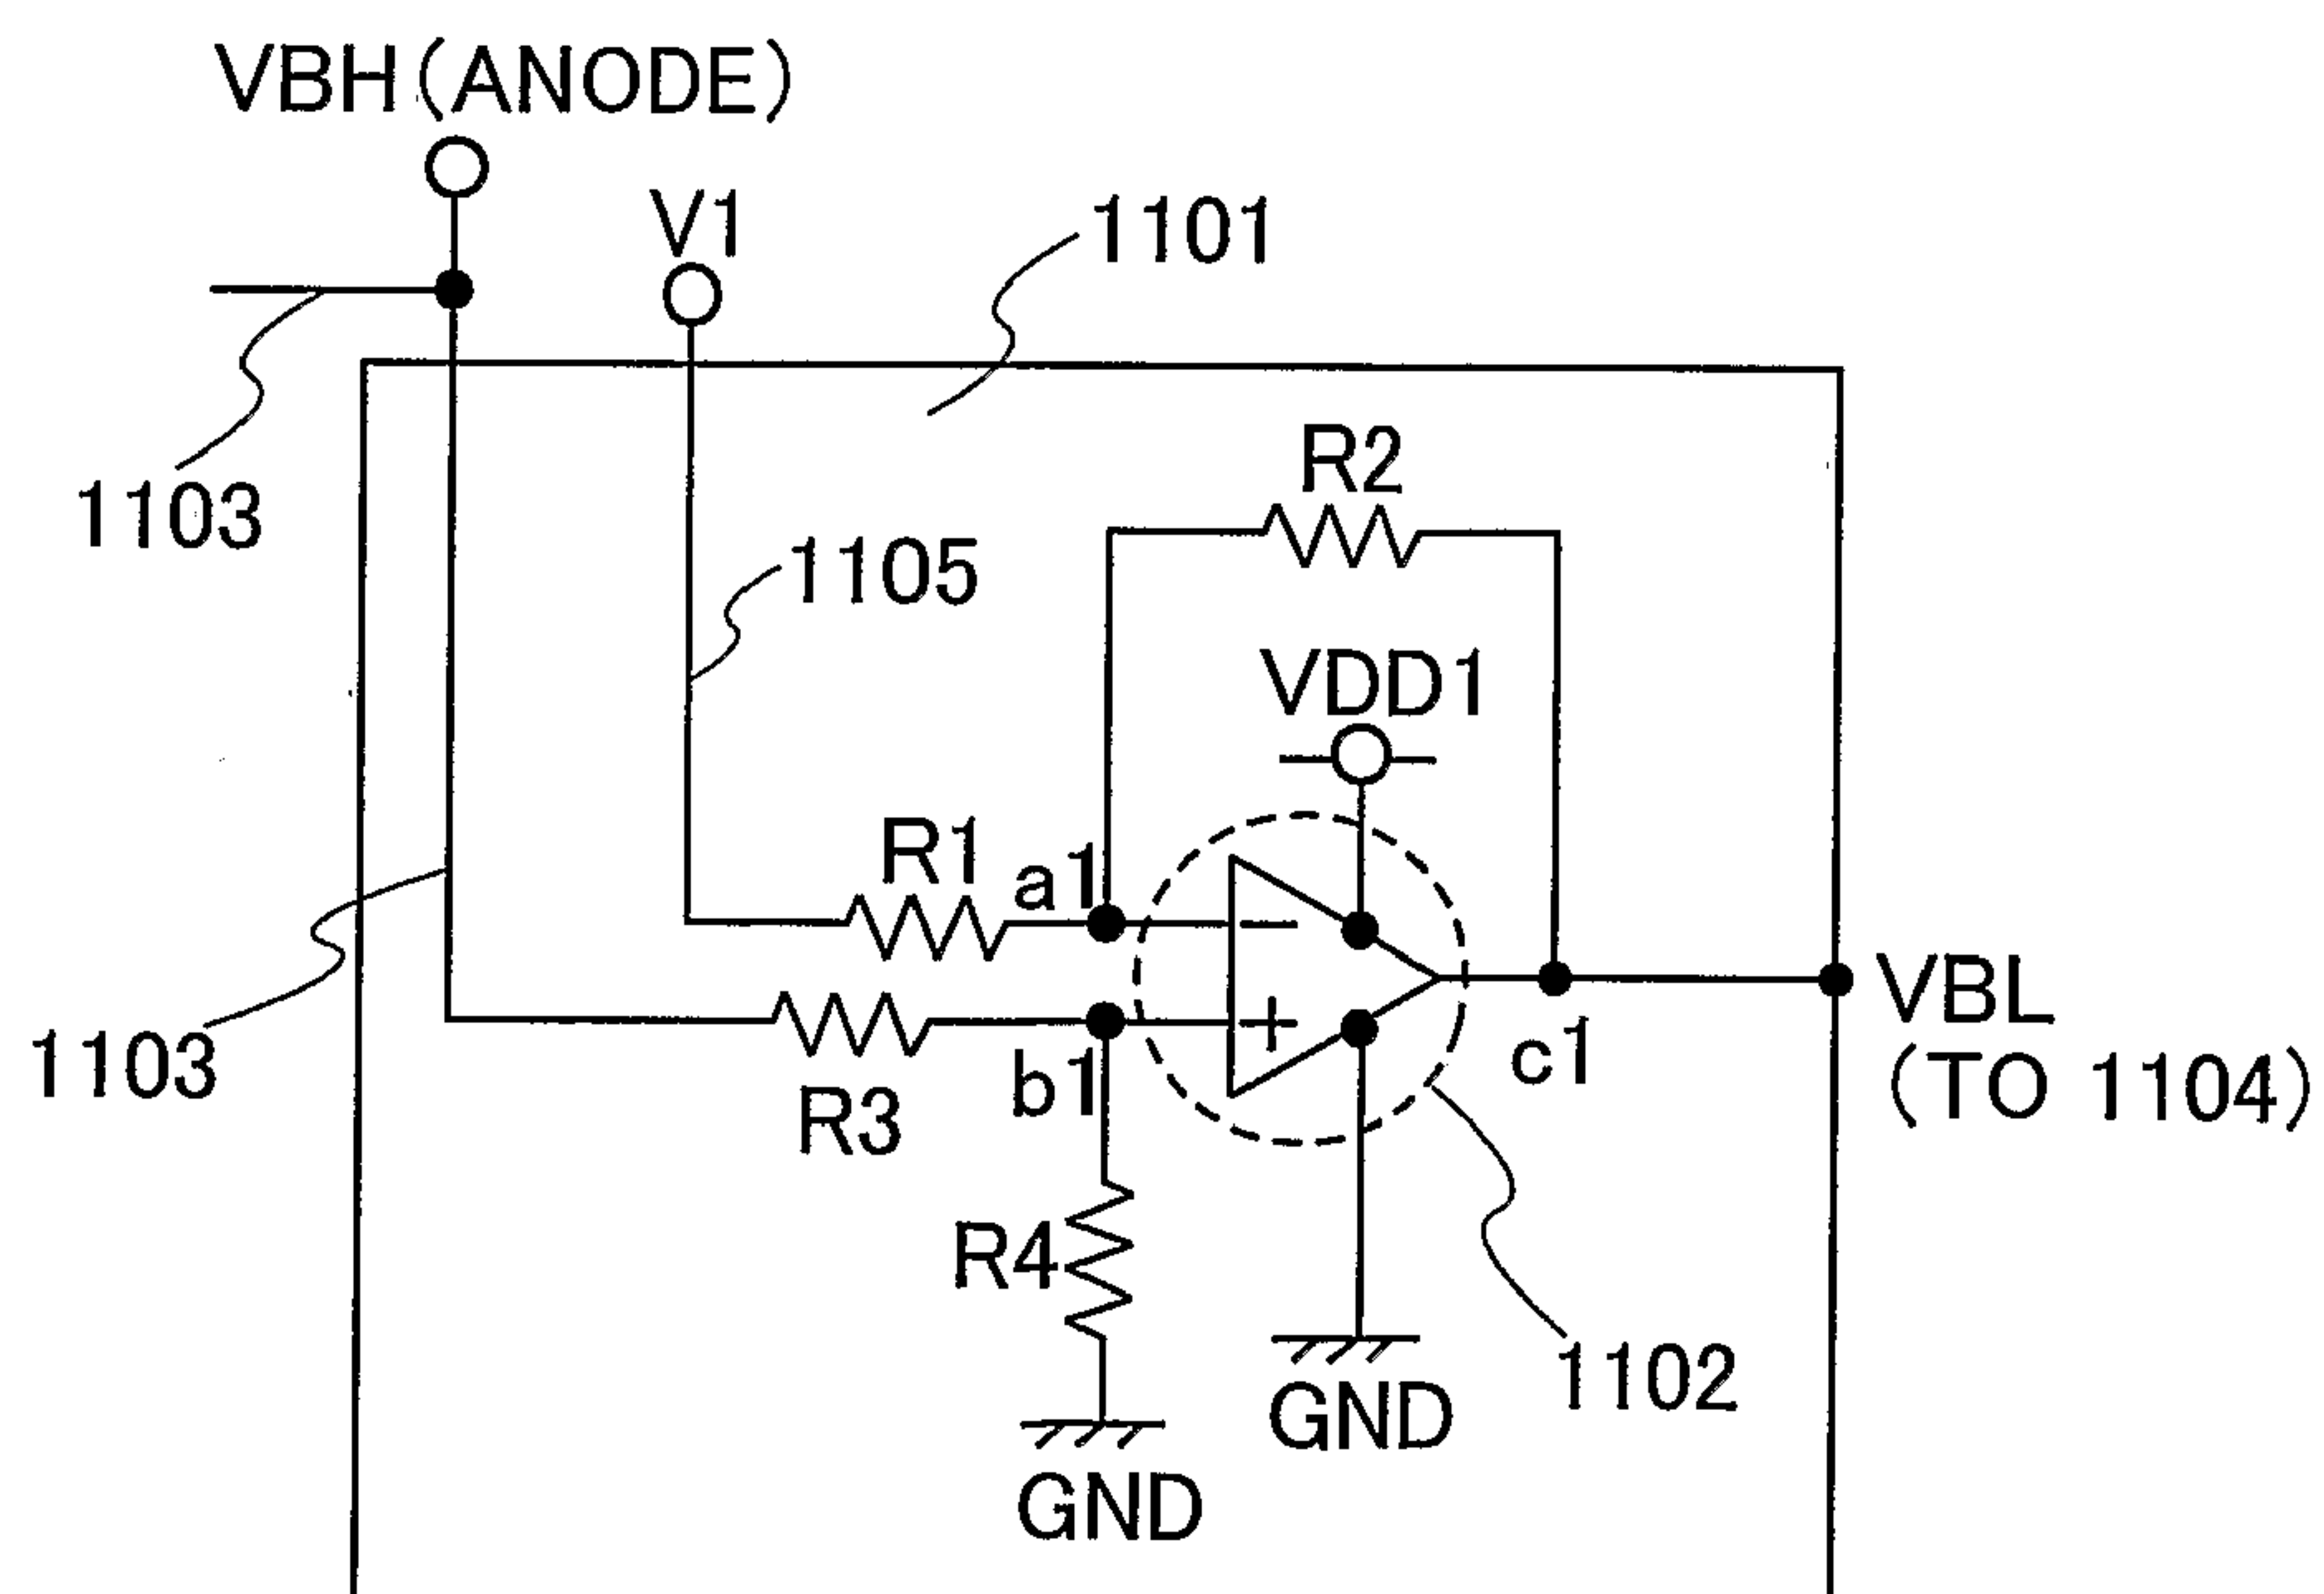 VBH(ANODE)
V1
1101
R2
1103
1105
VDD1
R1
a1
VBL
(TO 1104)
c1
b1
1103
R3
R4
1102
GND
GND